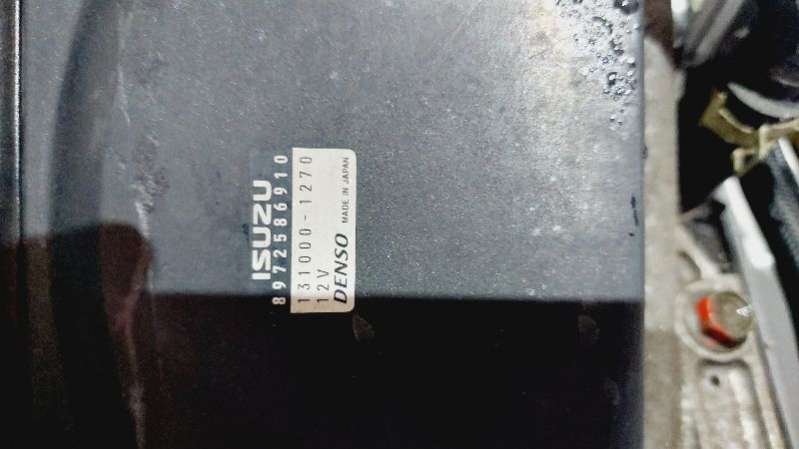 ISUZU
8972586910
131000-1270
12V
DENSO MADE IN JAPAN